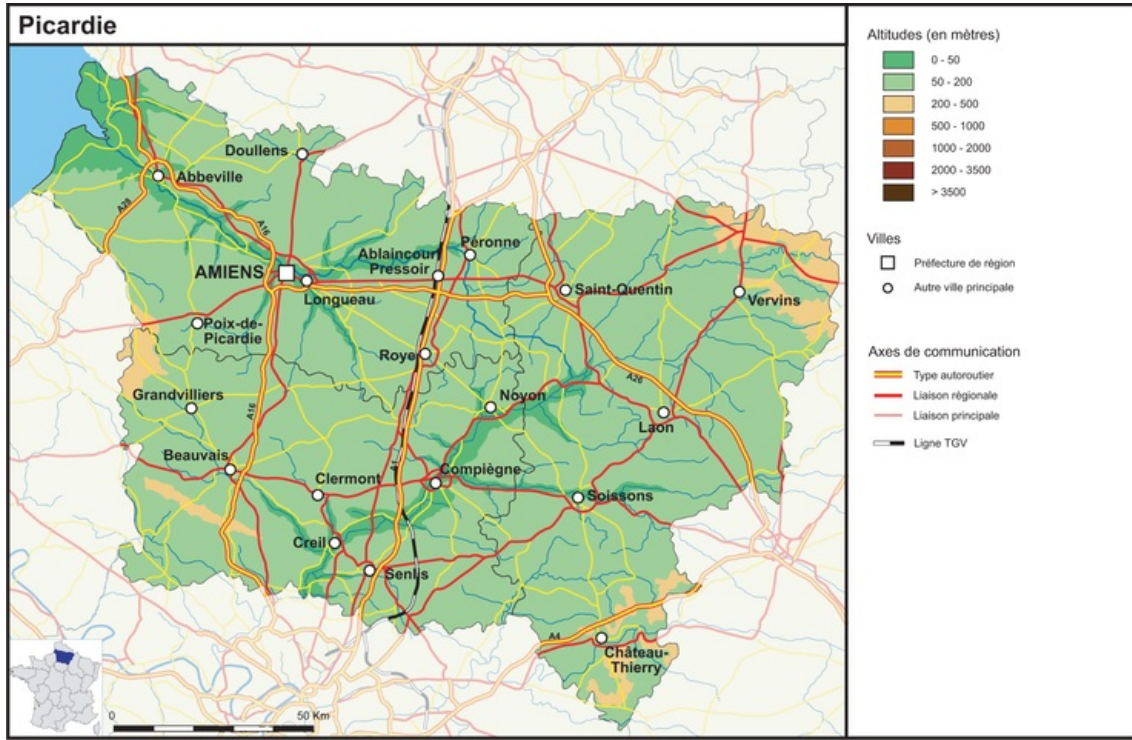 Picardie
Doullens
Abbeville
A29
A16
AMIENS
Longueau
Ablaincourt
Pressoir
Péronne
Saint-Quentin
Vervins
Poix-de-
Picardie
Roye
Grandvilliers
A16
Noyon
A26
Laon
Beauvais
Clermont
A1
Compiègne
Soissons
Creil
Senlis
A4
Château-
Thierry
0
50 Km
Altitudes (en mètres)
0 - 50
50 - 200
200 - 500
500 - 1000
1000 - 2000
2000 - 3500
> 3500
Villes
Préfecture de région
Autre ville principale
Axes de communication
Type autoroutier
Liaison régionale
Liaison principale
Ligne TGV